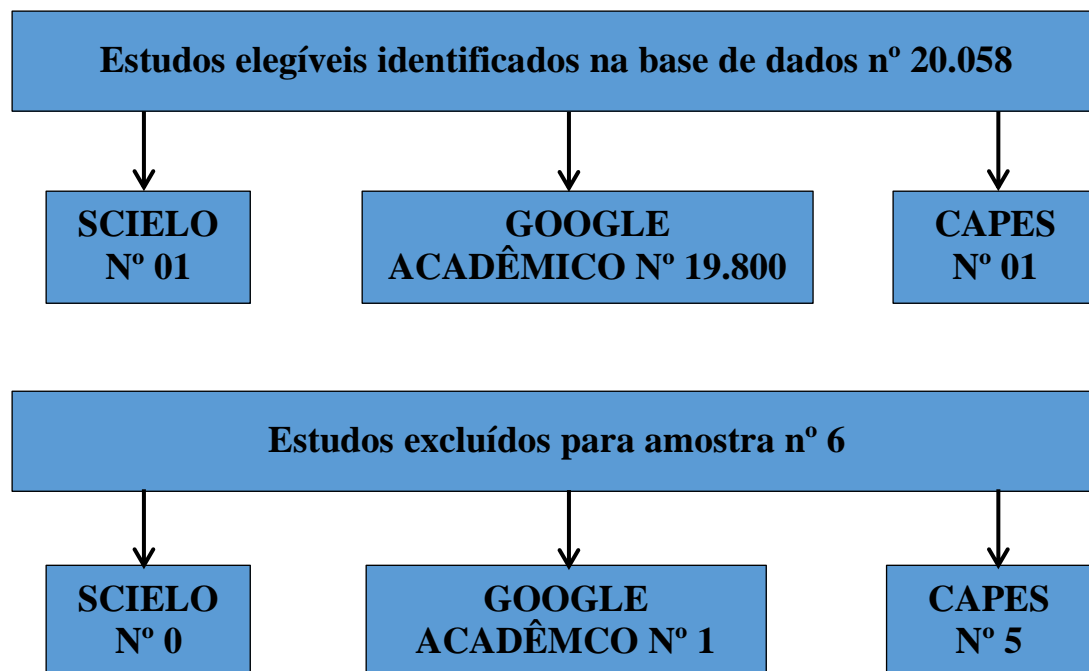 Estudos elegíveis identificados na base de dados nº 20.058
SCIELO
Nº 01
GOOGLE
ACADÊMICO Nº 19.800
CAPES
Nº 01
Estudos excluídos para amostra nº 6
SCIELO
Nº 0
GOOGLE
ACADÊMCO Nº 1
CAPES
Nº 5